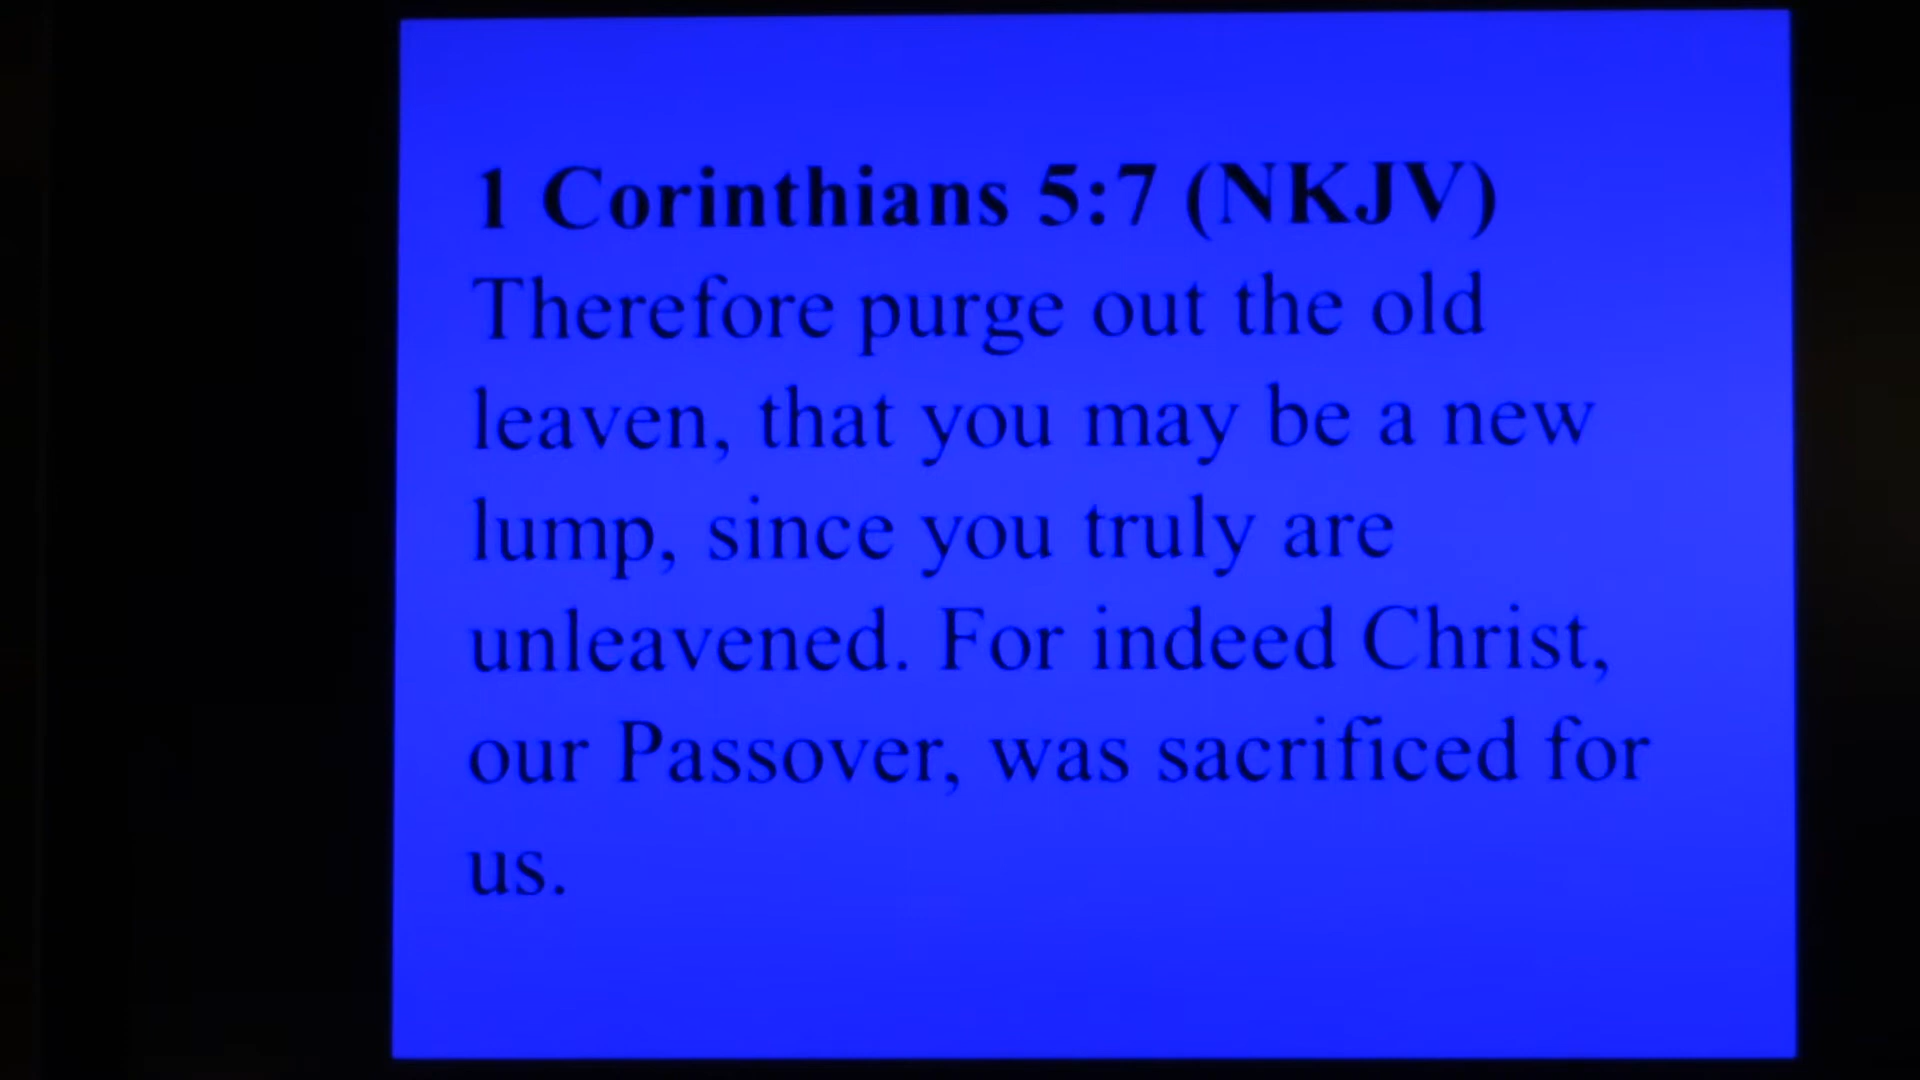 1 Corinthians 5:7 (NKJV)
Therefore purge out the old
leaven, that you may be a new
lump, since you truly are
unleavened. For indeed Christ,
our Passover, was sacrificed for
us.